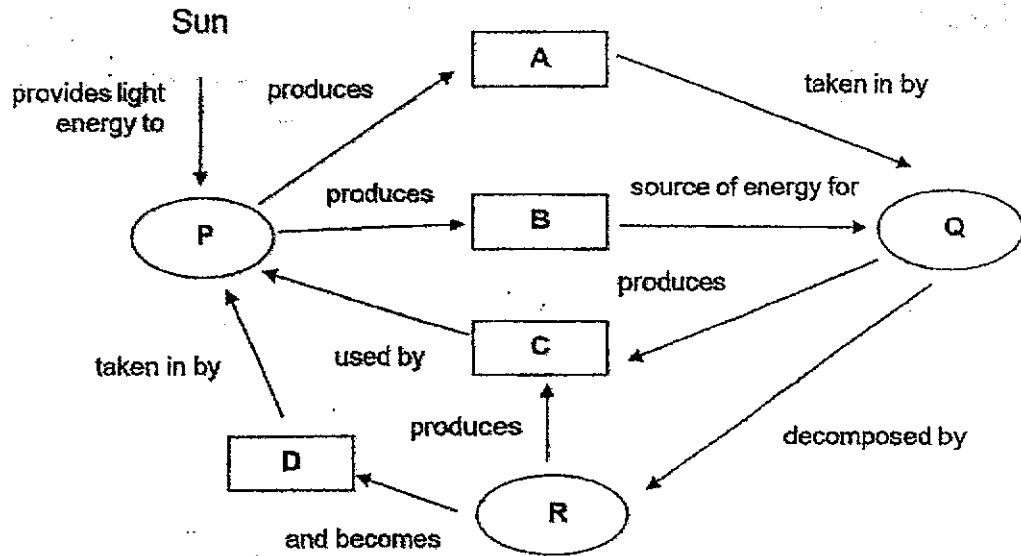 Sun
provides light
energy to
produces
A
taken in by
P
produces
B
source of energy for
Q
produces
C
used by
taken in by
produces
decomposed by
D
R
and becomes